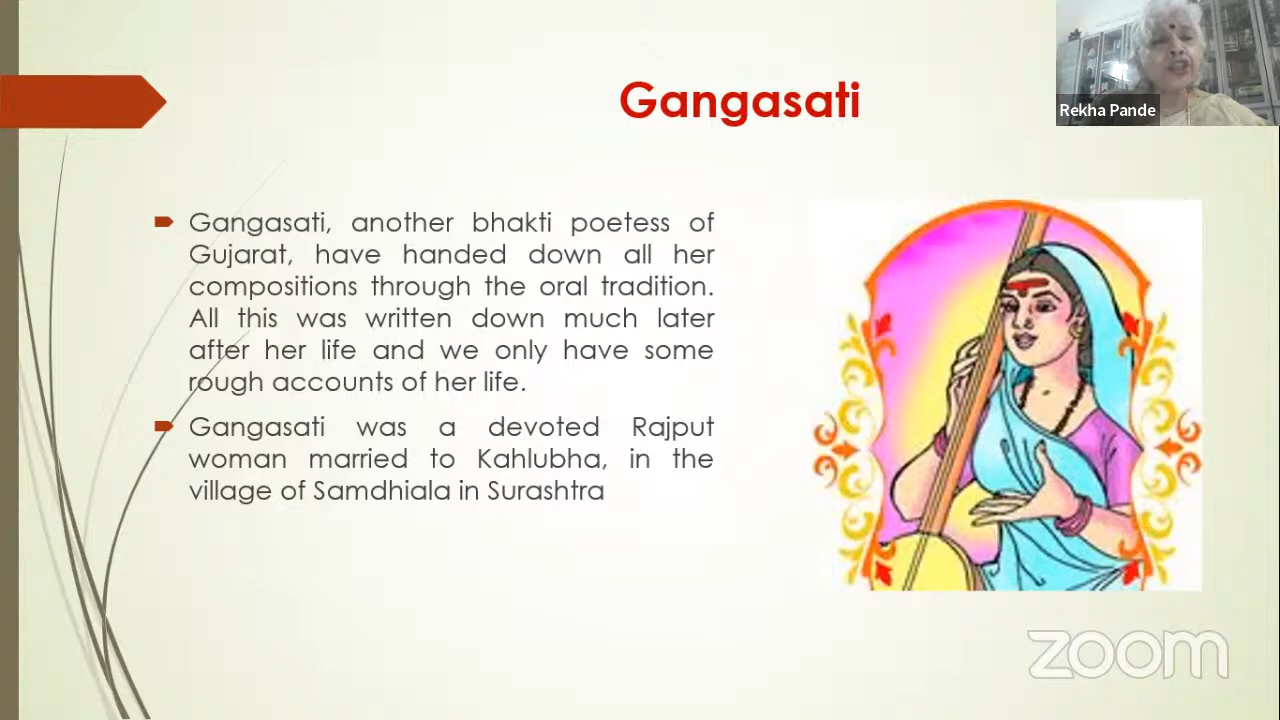 Gangasati
Rekha Pande
Gangasati, another bhakti poetess of
Gujarat, have handed down all her
compositions through the oral tradition.
All this was written down much later
after her life and we only have some
rough accounts of her life.
Gangasati was a devoted Rajput
woman married to Kahlubha, in the
village of Samdhiala in Surashtra
zoom